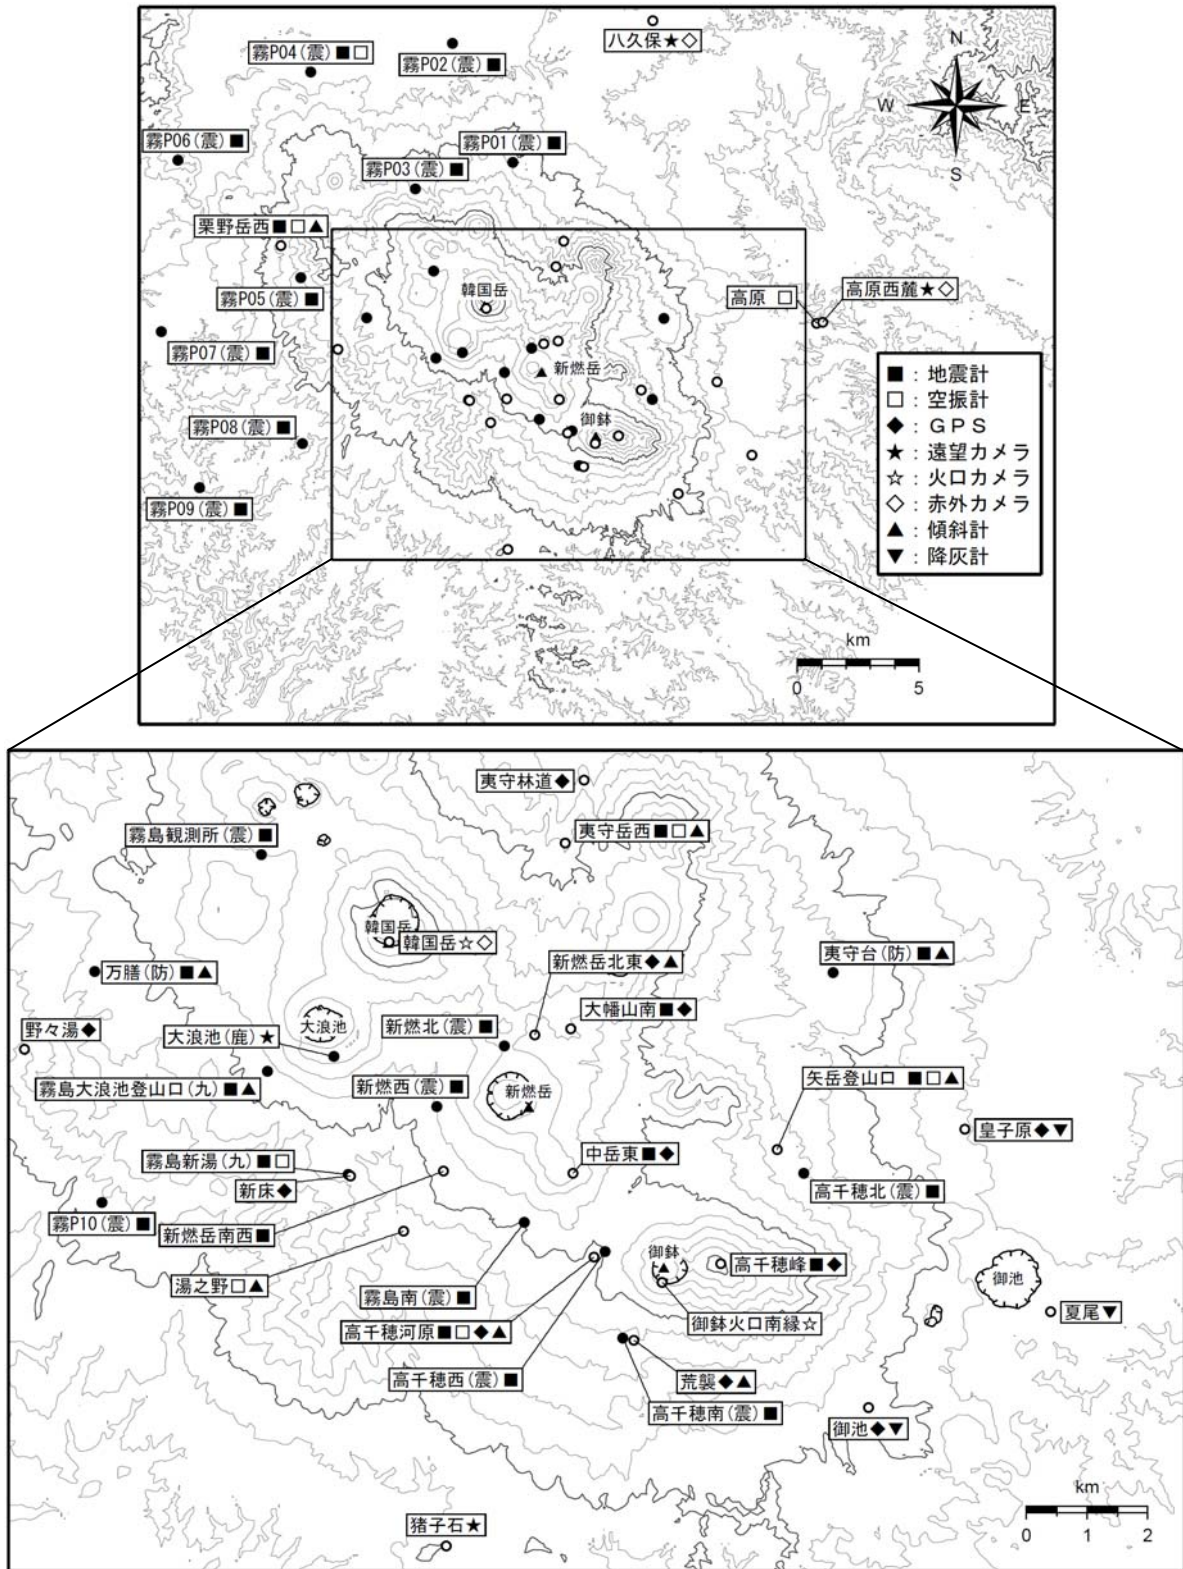 八久保★◇
N
霧P04(震)■□
霧P02(震)■
W
E
霧P06(震)■
霧P01(震)■
霧P03(震)■
S
栗野岳西■□▲
韓国岳
高原 □
高原西麓★◇
霧P05(震)■
霧P07(震)■
新燃岳
■：地震計
□：空振計
◆：GPS
★：遠望カメラ
☆：火口カメラ
◇：赤外カメラ
▲：傾斜計
▼：降灰計
御鉢
霧P08(震)■
霧P09(震)■
km
0 5
夷守林道◆
霧島観測所(震)■
夷守岳西■□▲
韓国岳
韓国岳☆◇
新燃岳北東◆▲
夷守台(防)■▲
万膳(防)■▲
大幡山南■◆
野々湯◆
大浪池
大浪池(鹿)★
新燃北(震)■
霧島大浪池登山口(九)■▲
新燃西(震)■
新燃岳
矢岳登山口 ■□▲
皇子原◆▼
霧島新湯(九)■□
中岳東■◆
新床◆
高千穂北(震)■
霧P10(震)■
新燃岳南西■
御鉢
高千穂峰■◆
湯之野□▲
御池
霧島南(震)■
夏尾▼
高千穂河原■□◆▲
御鉢火口南縁☆
高千穂西(震)■
荒襲◆▲
高千穂南(震)■
御池◆▼
km
0 1 2
猪子石★